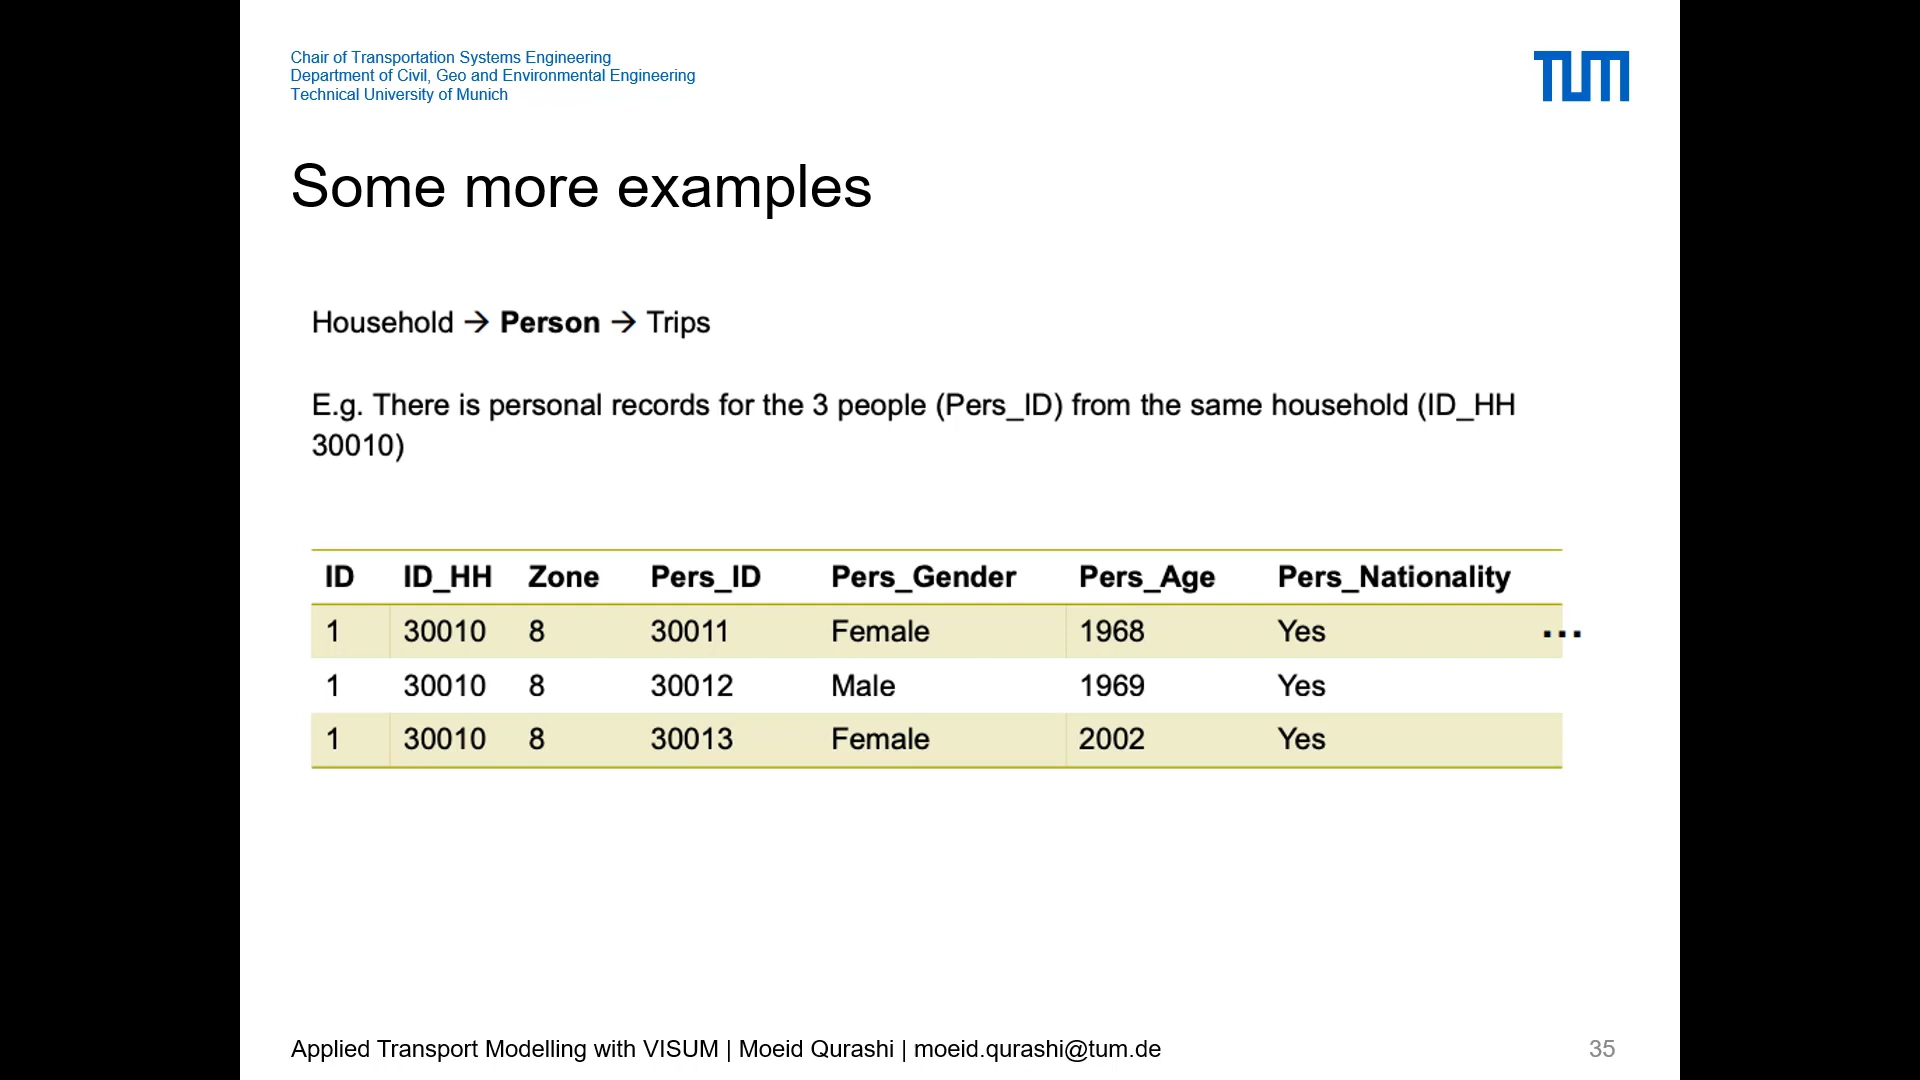 Chair of Transportation Systems Engineering
Department of Civil, Geo and Environmental Engineering
Technical University of Munich
TUM
Some more examples
Household → Person → Trips
E.g. There is personal records for the 3 people (Pers_ID) from the same household (ID_HH
30010)
ID ID_HH Zone Pers_ID Pers_Gender Pers_Age Pers_Nationality
1 30010 8 30011 Female 1968 Yes ...
1 30010 8 30012 Male 1969 Yes
1 30010 8 30013 Female 2002 Yes
Applied Transport Modelling with VISUM | Moeid Qurashi | moeid.qurashi@tum.de 35